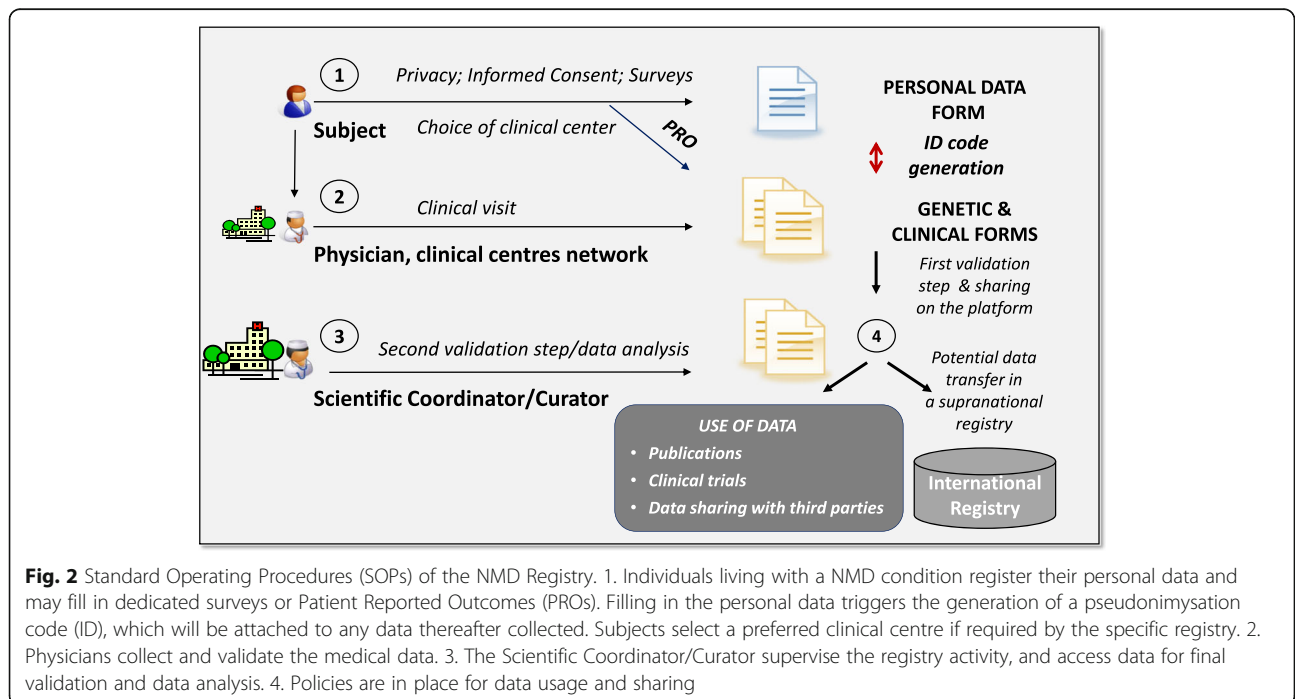 1
Privacy; Informed Consent; Surveys
Subject
Choice of clinical center
PRO
PERSONAL DATA
FORM
ID code
generation
2
Clinical visit
Physician, clinical centres network
GENETIC &
CLINICAL FORMS
First validation
step & sharing
on the platform
3
Second validation step/data analysis
Scientific Coordinator/Curator
4
Potential data
transfer in
a supranational
registry
USE OF DATA
• Publications
• Clinical trials
• Data sharing with third parties
International
Registry
Fig. 2 Standard Operating Procedures (SOPs) of the NMD Registry. 1. Individuals living with a NMD condition register their personal data and
may fill in dedicated surveys or Patient Reported Outcomes (PROs). Filling in the personal data triggers the generation of a pseudonimysation
code (ID), which will be attached to any data thereafter collected. Subjects select a preferred clinical centre if required by the specific registry. 2.
Physicians collect and validate the medical data. 3. The Scientific Coordinator/Curator supervise the registry activity, and access data for final
validation and data analysis. 4. Policies are in place for data usage and sharing